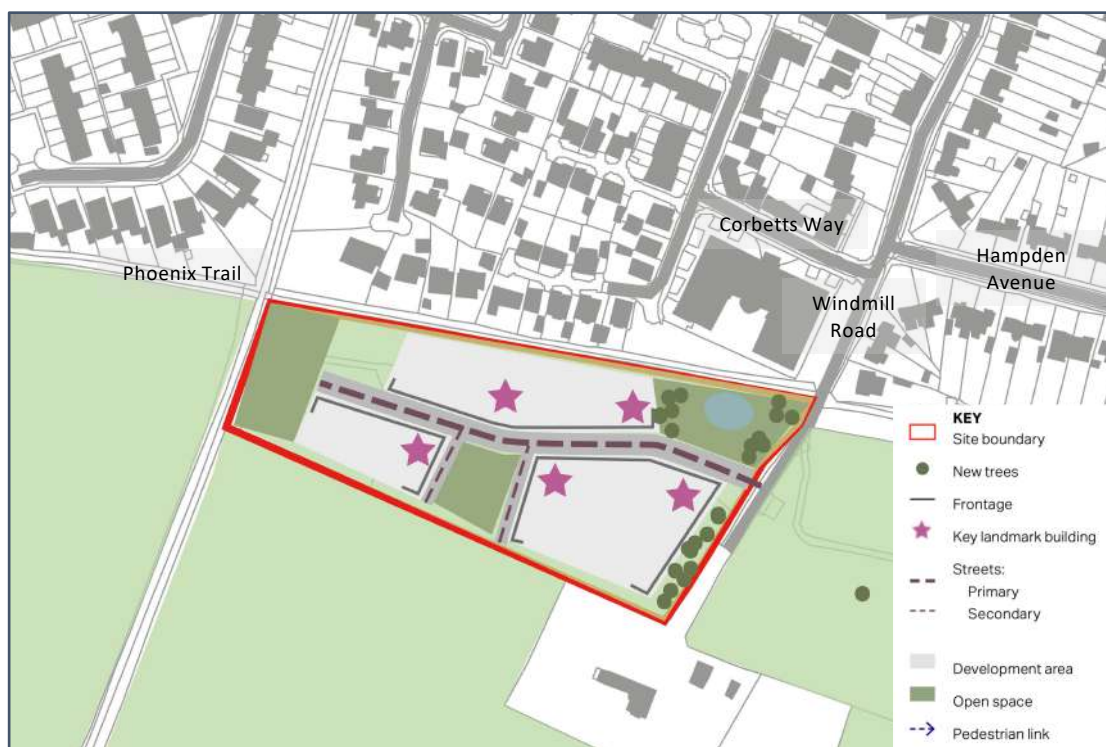 Corbetts Way
Hampden
Avenue
Phoenix Trail
Windmill
Road
KEY
Site boundary
New trees
Frontage
Key landmark building
Streets:
Primary
Secondary
Development area
Open space
Pedestrian link